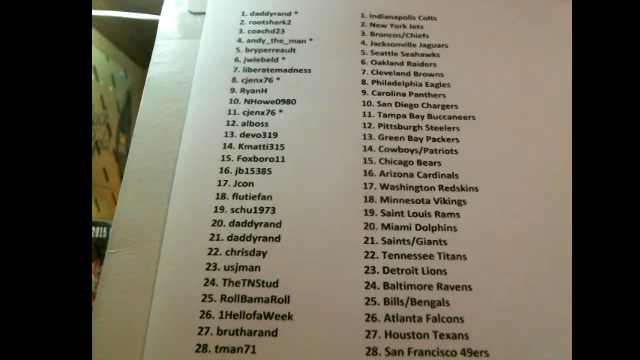 1. daddyrand *
2. rootshark2
3. coachd23
4. andy_the_man *
5. bryperreault
6. jwiebeld *
7. liberatemadness
8. cjenx76 *
9. RyanH
10. NHowe0980
11. cjenx76 *
12. alboss
13. devo319
14. Kmatti315
15. Foxboro11
16. jb15385
17. Jcon
18. flutiefan
19. schu1973
20. daddyrand
21. daddyrand
22. chrisday
23. usjman
24. TheTNStud
25. RollBamaRoll
26. 1HellofaWeek
27. brutharand
28. tman71
1. Indianapolis Colts
2. New York Jets
3. Broncos/Chiefs
4. Jacksonville Jaguars
5. Seattle Seahawks
6. Oakland Raiders
7. Cleveland Browns
8. Philadelphia Eagles
9. Carolina Panthers
10. San Diego Chargers
11. Tampa Bay Buccaneers
12. Pittsburgh Steelers
13. Green Bay Packers
14. Cowboys/Patriots
15. Chicago Bears
16. Arizona Cardinals
17. Washington Redskins
18. Minnesota Vikings
19. Saint Louis Rams
20. Miami Dolphins
21. Saints/Giants
22. Tennessee Titans
23. Detroit Lions
24. Baltimore Ravens
25. Bills/Bengals
26. Atlanta Falcons
27. Houston Texans
28. San Francisco 49ers
2015